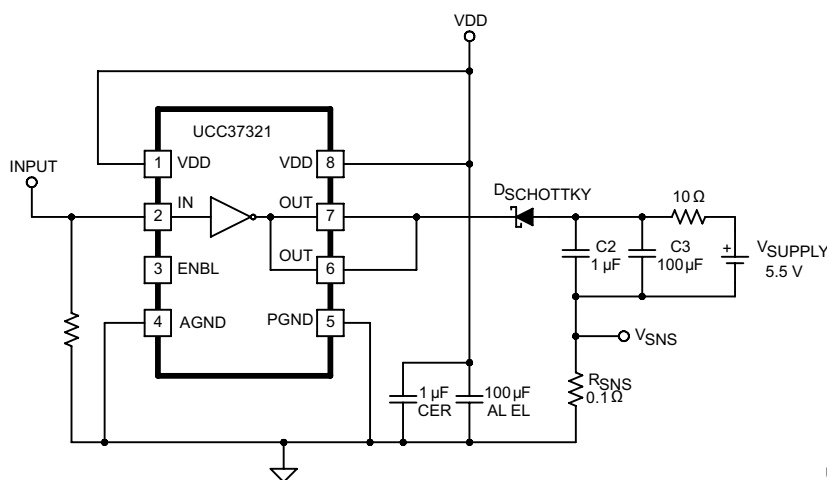 VDD
UCC37321
INPUT
1 VDD
VDD 8
2 IN
OUT 7
3 ENBL
OUT 6
4 AGND
PGND 5
DSCHOTTKY
10 Ω
C2
1 µF
C3
100 µF
+
VSUPPLY
5.5 V
VSNS
RSNS
0.1 Ω
1 µF
CER
100 µF
AL EL